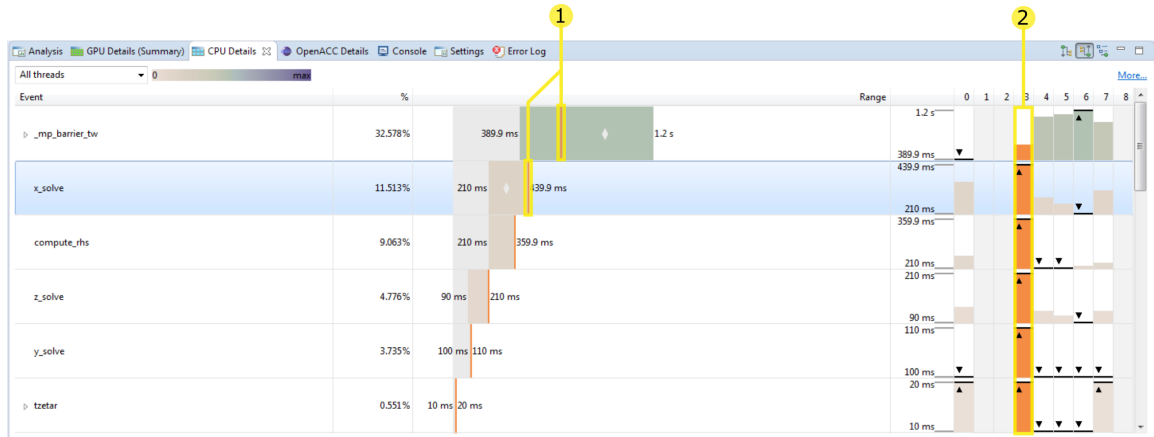 1 2
Analysis GPU Details (Summary) CPU Details OpenACC Details Console Settings Error Log
All threads 0 max More...
Event % Range 0 1 2 3 4 5 6 7 8
_mp_barrier_tw 32.578% 389.9 ms 1.2 s 1.2 s 389.9 ms
x_solve 11.513% 210 ms 439.9 ms 439.9 ms 210 ms
compute_rhs 9.063% 210 ms 359.9 ms 359.9 ms 210 ms
z_solve 4.776% 90 ms 210 ms 210 ms 90 ms
y_solve 3.735% 100 ms 110 ms 110 ms 100 ms
tzetar 0.551% 10 ms 20 ms 20 ms 10 ms